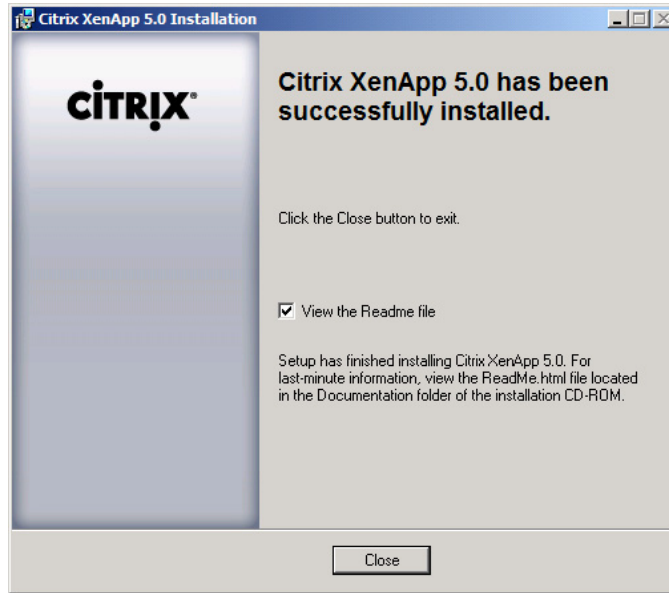 Citrix XenApp 5.0 Installation
CİTRİX®
Citrix XenApp 5.0 has been
successfully installed.
Click the Close button to exit.
View the Readme file
Setup has finished installing Citrix XenApp 5.0. For
last-minute information, view the ReadMe.html file located
in the Documentation folder of the installation CD-ROM.
Close